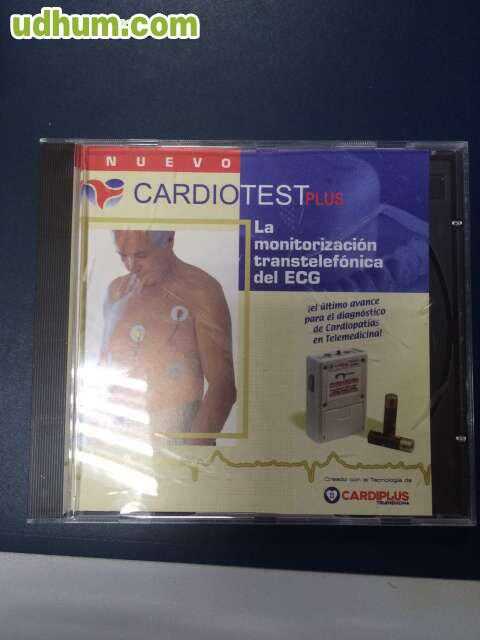 udhum.com
NUEVO
CARDIOTEST PLUS
La
monitorización
transtelefónica
del ECG
¡el último avance
para el diagnóstico
de Cardiopatías
en Telemedicina!
Creado con la Tecnología de
CARDIPLUS
TELEMEDICINA